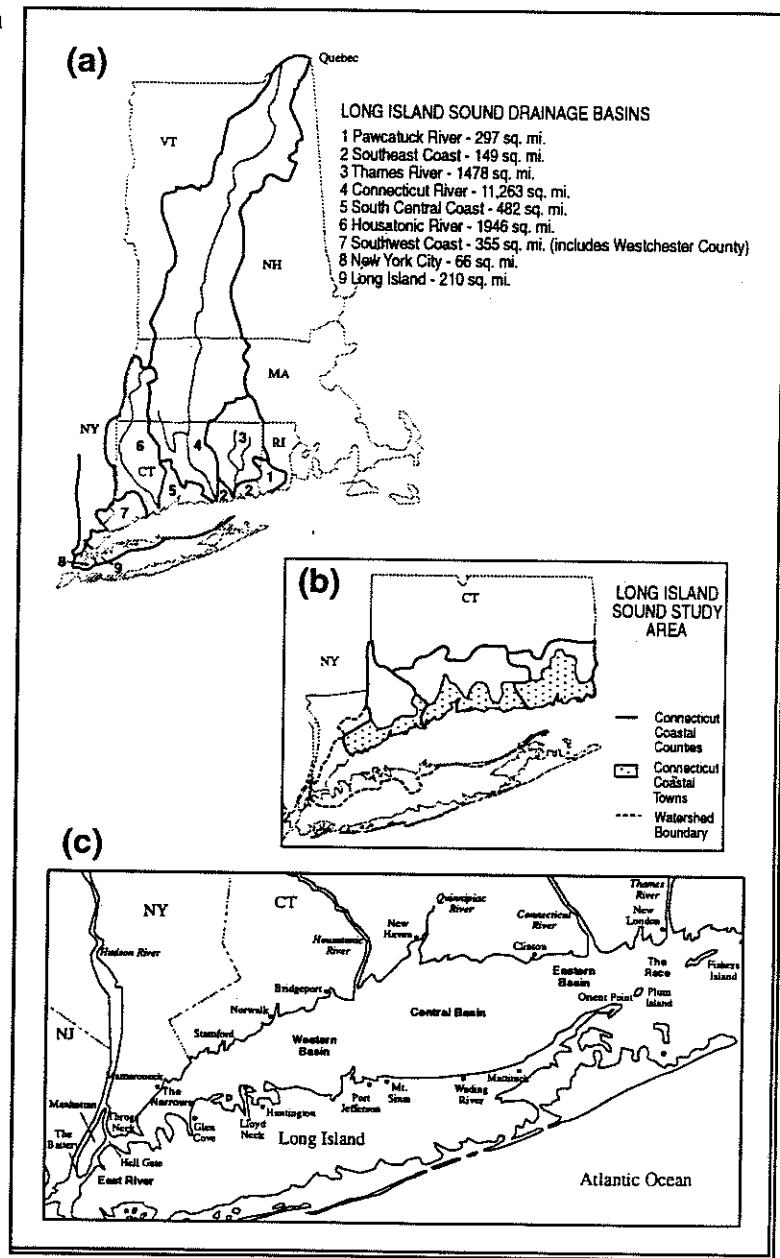 (a)
Quebec
LONG ISLAND SOUND DRAINAGE BASINS
1 Pawcatuck River - 297 sq. mi.
2 Southeast Coast - 149 sq. mi.
3 Thames River - 1478 sq. mi.
4 Connecticut River - 11,263 sq. mi.
5 South Central Coast - 482 sq. mi.
6 Housatonic River - 1946 sq. mi.
7 Southwest Coast - 355 sq. mi. (includes Westchester County)
8 New York City - 66 sq. mi.
9 Long Island - 210 sq. mi.
VT
NH
MA
NY
6
4
3
RI
CT
5
2
2
1
7
8
9
(b)
CT
NY
LONG ISLAND
SOUND STUDY
AREA
Connecticut
Coastal
Counties
Connecticut
Coastal
Towns
Watershed
Boundary
(c)
NY
CT
NJ
Hudson River
Housatonic
River
New
Haven
Quinnipiac
River
Connecticut
River
Clinton
Thames
River
New
London
The
Race
Fishers
Island
Eastern
Basin
Orient Point
Plum
Island
Bridgeport
Norwalk
Stamford
Central Basin
Western
Basin
Mamaroneck
The
Narrows
Manhattan
Throgs
Neck
The
Battery
Hell Gate
East River
Glen
Cove
Lloyd
Neck
Huntington
Port
Jefferson
Mt.
Sinai
Wading
River
Mattituck
Long Island
Atlantic Ocean